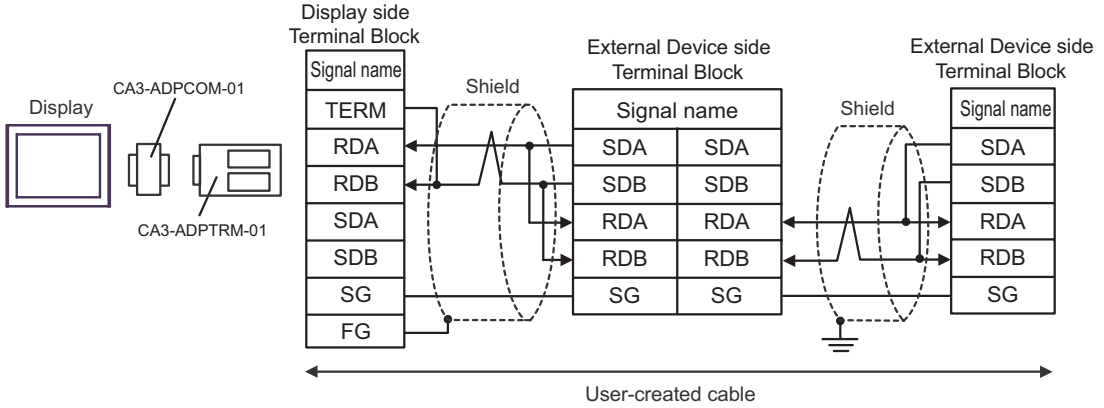 Display
CA3-ADPCOM-01
CA3-ADPTRM-01
Display side
Terminal Block
Signal name
TERM
RDA
RDB
SDA
SDB
SG
FG
Shield
External Device side
Terminal Block
Signal name
SDA SDA
SDB SDB
RDA RDA
RDB RDB
SG SG
Shield
External Device side
Terminal Block
Signal name
SDA
SDB
RDA
RDB
SG
User-created cable